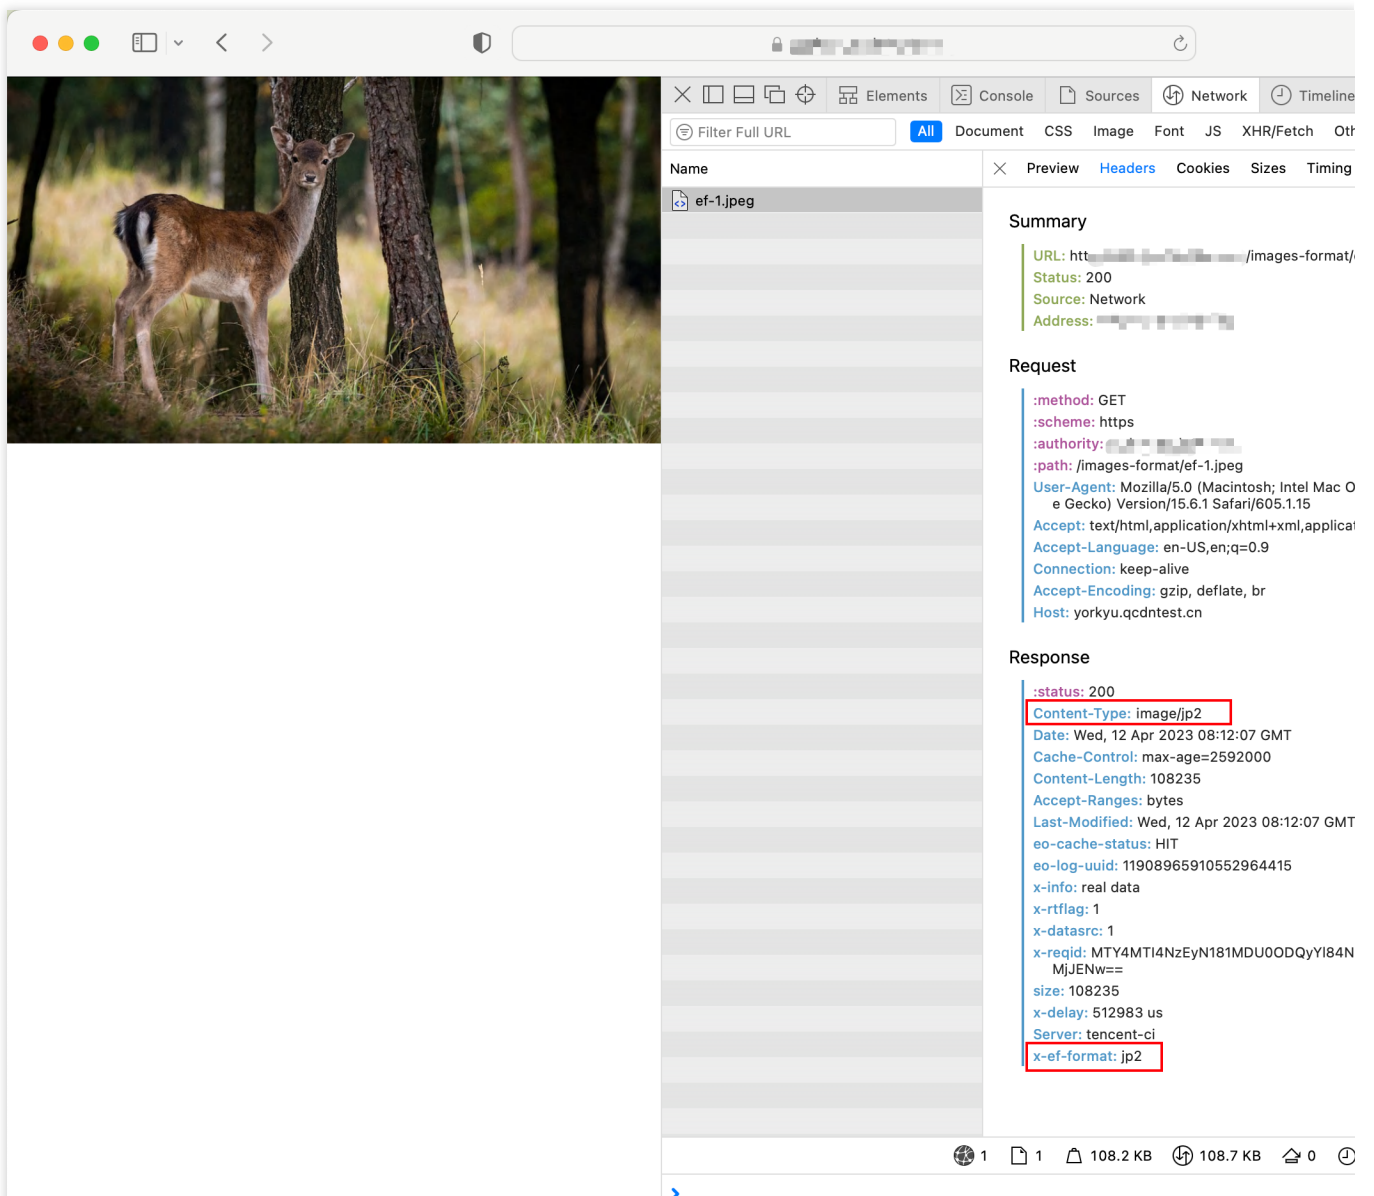 Elements
Console
Sources
Network
Timeline
Filter Full URL
All
Document
CSS
Image
Font
JS
XHR/Fetch
Name
Preview
Headers
Cookies
Sizes
Timing
ef-1.jpeg
Summary
URL: htt /images-format/
Status: 200
Source: Network
Address:
Request
:method: GET
:scheme: https
:authority:
:path: /images-format/ef-1.jpeg
User-Agent: Mozilla/5.0 (Macintosh; Intel Mac O
e Gecko) Version/15.6.1 Safari/605.1.15
Accept: text/html,application/xhtml+xml,applicat
Accept-Language: en-US,en;q=0.9
Connection: keep-alive
Accept-Encoding: gzip, deflate, br
Host: yorkyu.qcdntest.cn
Response
:status: 200
Content-Type: image/jp2
Date: Wed, 12 Apr 2023 08:12:07 GMT
Cache-Control: max-age=2592000
Content-Length: 108235
Accept-Ranges: bytes
Last-Modified: Wed, 12 Apr 2023 08:12:07 GMT
eo-cache-status: HIT
eo-log-uuid: 11908965910552964415
x-info: real data
x-rtflag: 1
x-datasrc: 1
x-reqid:
MjJENw==
size: 108235
x-delay: 512983 us
Server: tencent-ci
x-ef-format: jp2
1
1
108.2 KB
108.7 KB
0